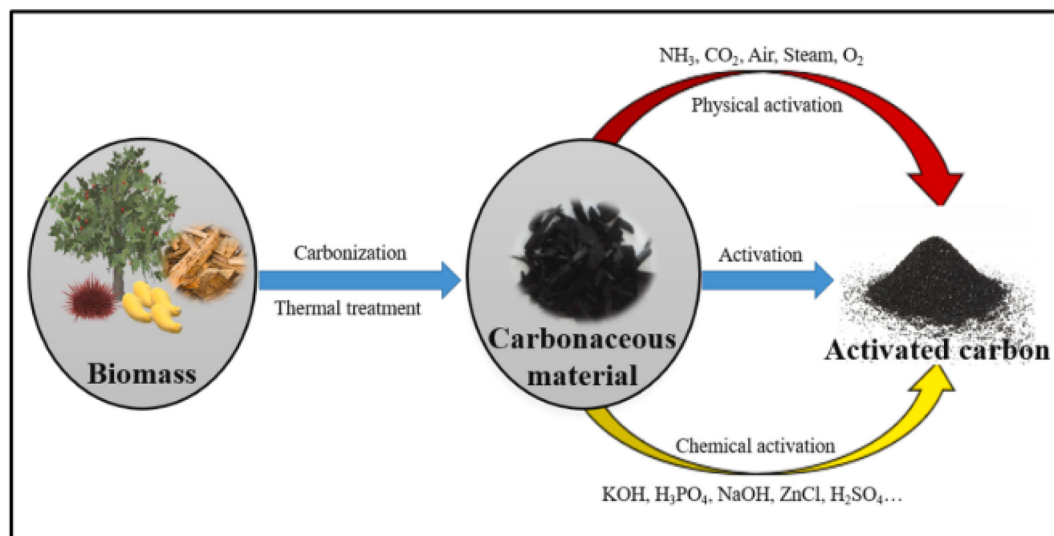 NH₃, CO₂, Air, Steam, O₂
Physical activation
Carbonization
Thermal treatment
Activation
Biomass
Carbonaceous
material
Activated carbon
Chemical activation
KOH, H₃PO₄, NaOH, ZnCl, H₂SO₄…